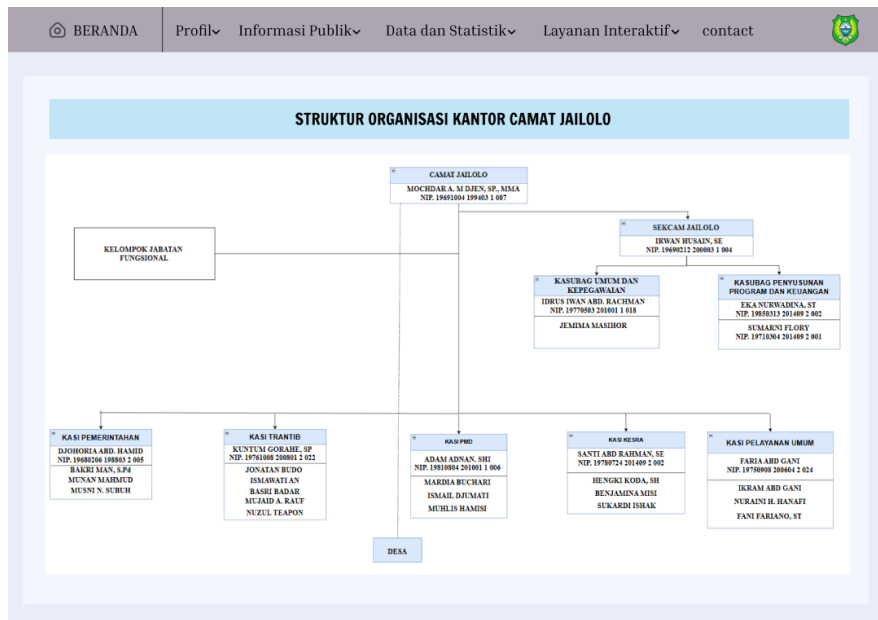 BERANDA
Profil
Informasi Publik
Data dan Statistik
Layanan Interaktif
contact
STRUKTUR ORGANISASI KANTOR CAMAT JAILOLO
CAMAT JAILOLO
MOCHDAR A. M DJEN, SP., MMA
NIP. 19691004 199403 1 007
KELOMPOK JABATAN
FUNGSIONAL
SEKCAM JAILOLO
IRWAN HUSAIN, SE
NIP. 19690212 200003 1 004
KASUBAG UMUM DAN
KEPEGAWAIAN
IDRUS IWAN ABD. RACHMAN
NIP. 19770503 201001 1 018
JEMIMA MASIHOR
KASUBAG PENYUSUNAN
PROGRAM DAN KEUANGAN
EKA NURWADINA, ST
NIP. 19850313 201409 2 002
SUMARNI FLORY
NIP. 19710304 201409 2 001
KASI PEMERINTAHAN
DJOHORIA ABD. HAMID
NIP. 19680206 198803 2 005
BAKRI MAN, S.Pd
MUNAN MAHMUD
MUSNI N. SUBUH
KASI TRANTIB
KUNTUM GORAHE, SP
NIP. 19761008 200801 2 022
JONATAN BUDO
ISMAWATI AN
BASRI BADAR
MUJAID A. RAUF
NUZUL TEAPON
KASI PMD
ADAM ADNAN. SHI
NIP. 19810804 201001 1 006
MARDIA BUCHARI
ISMAIL DJUMATI
MUHLIS HAMISI
KASI KESRA
SANTI ABD RAHMAN, SE
NIP. 19780724 201409 2 002
HENGKI KODA, SH
BENJAMINA MISI
SUKARDI ISHAK
KASI PELAYANAN UMUM
FARIA ABD GANI
NIP. 19750908 200604 2 024
IKRAM ABD GANI
NURAINI H. HANAFI
FANI FARIANO, ST
DESA